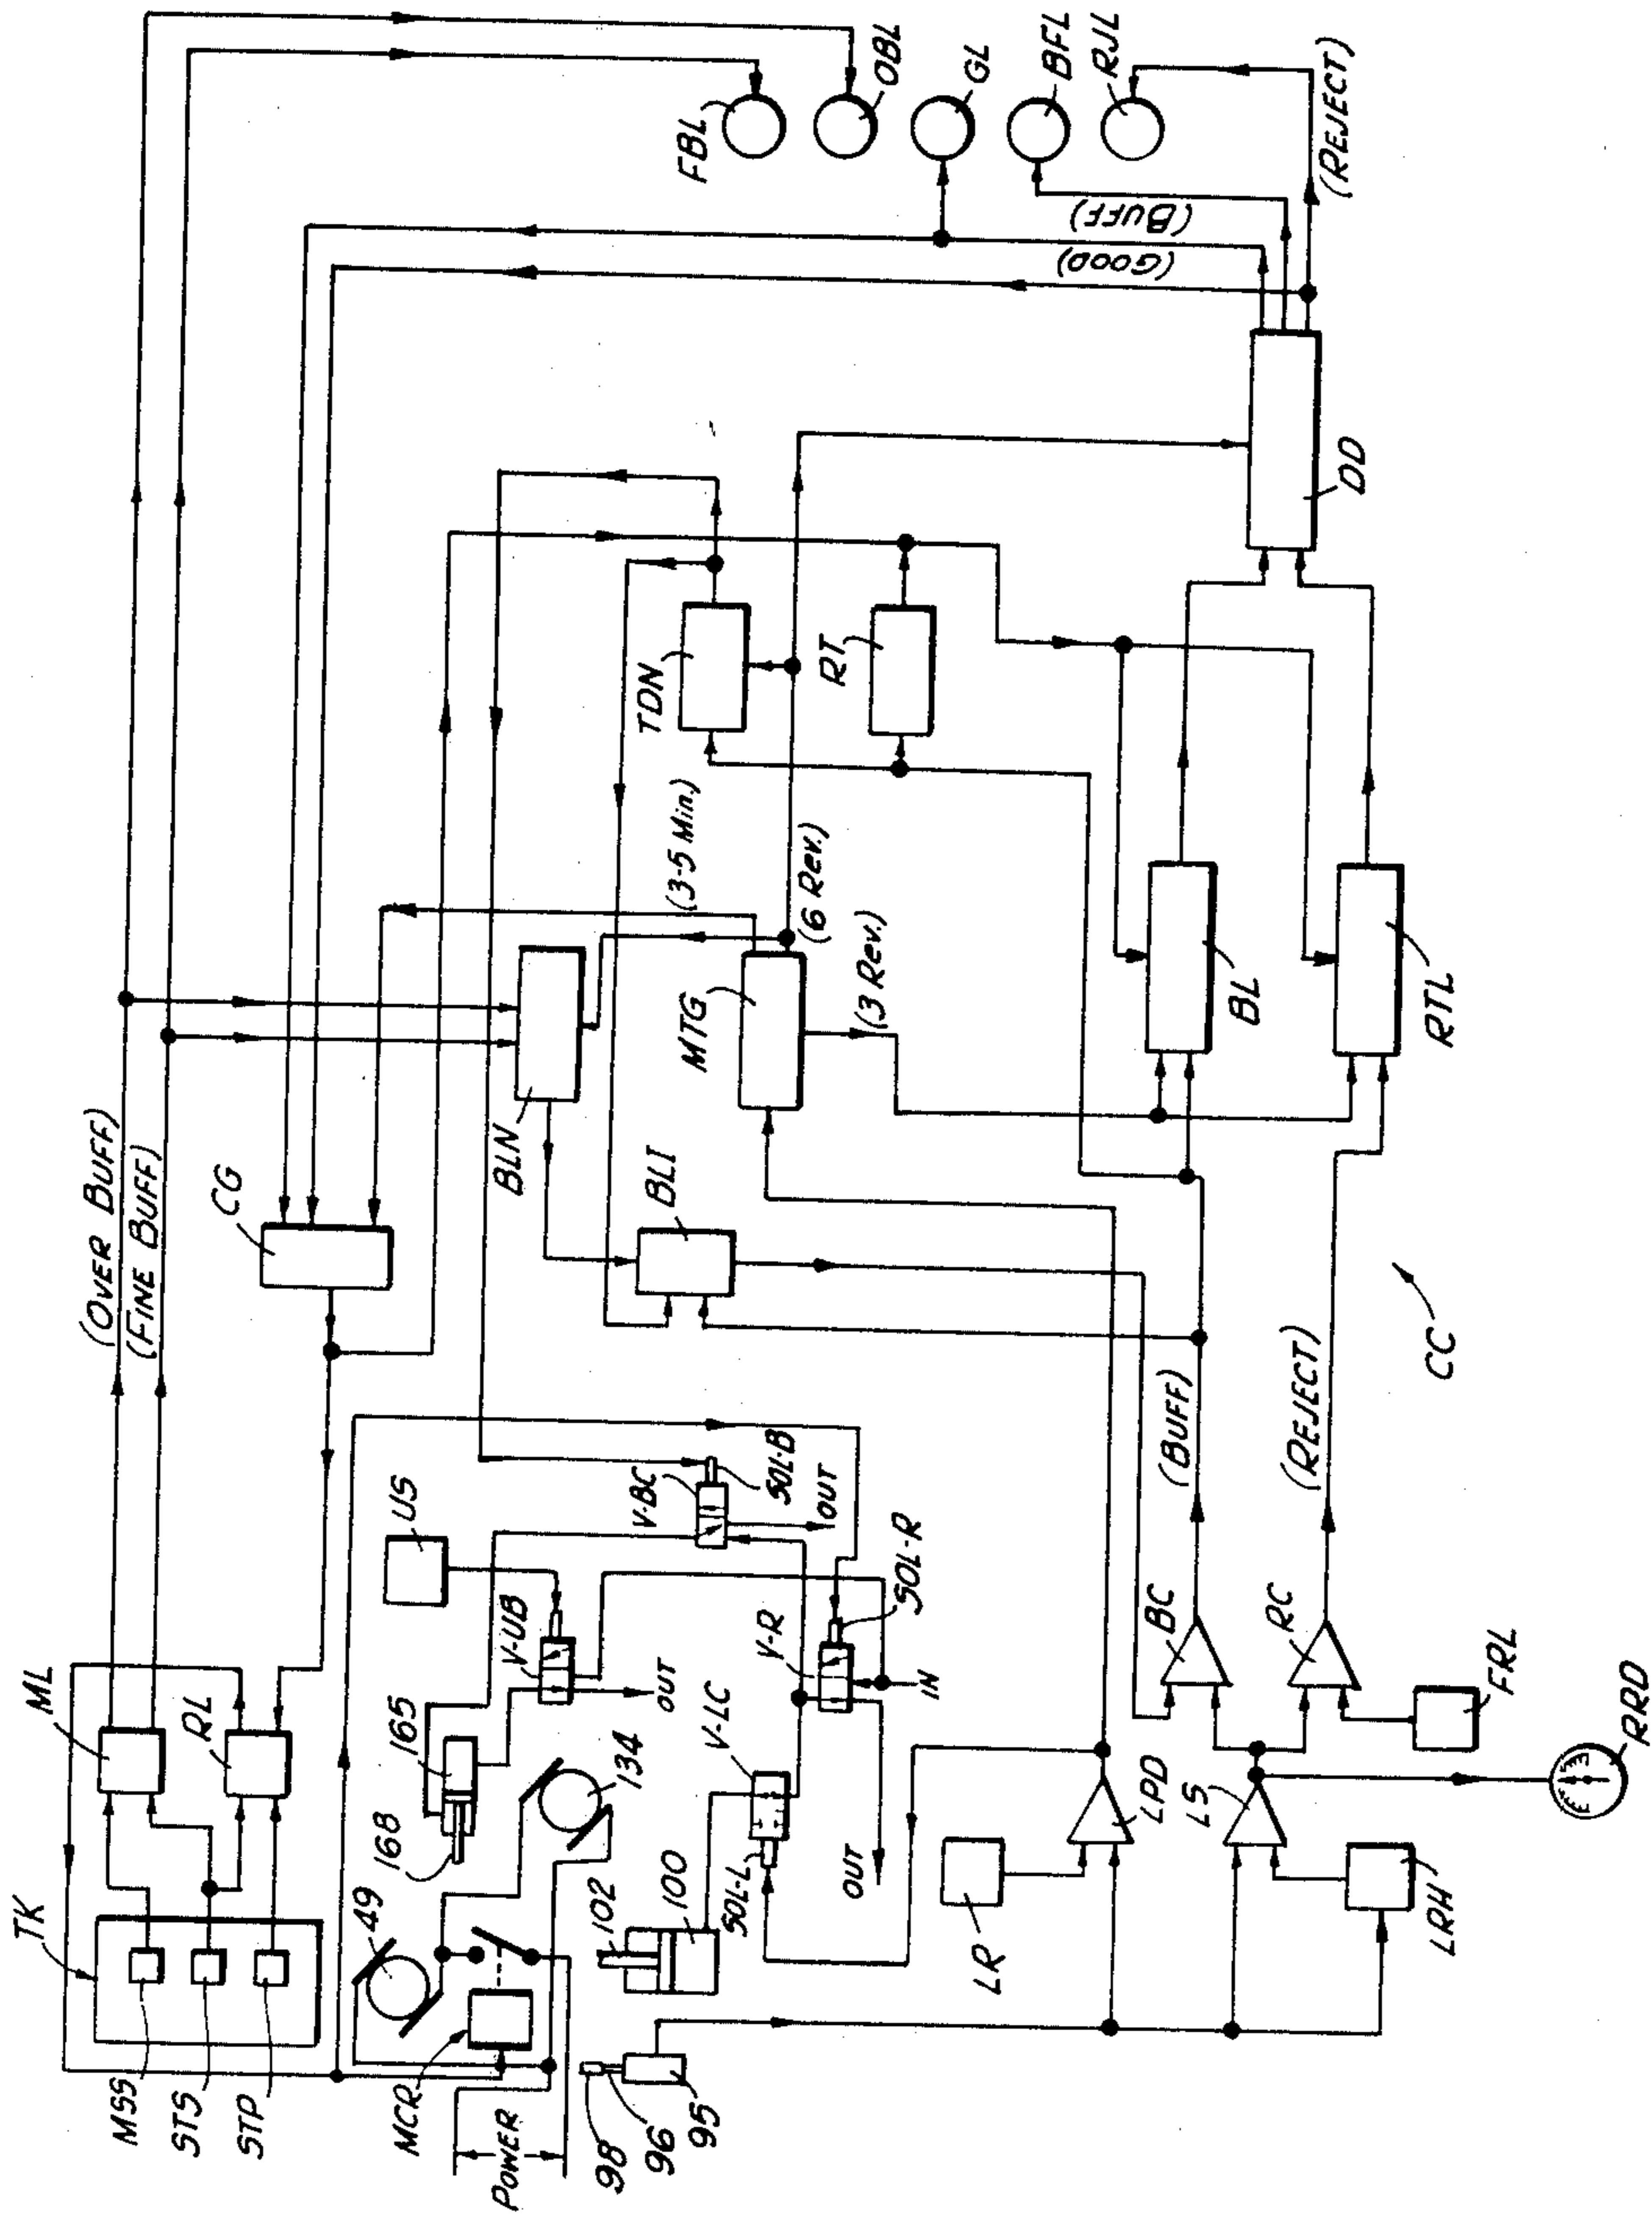 TK
ML
MSS
STS
STP
RL
(OVER BUFF)
(FINE BUFF)
CG
MCR
POWER
49
134
168
165
US
V-UB
OUT
V-BC
SOL-B
OUT
102
100
SOL-L
V-LC
V-R
SOL-R
IN
OUT
98
96
95
BLN
BLI
MTG
(3-5 Min.)
(6 Rev.)
(3 Rev.)
TDN
RT
FBL
OBL
GL
BFL
RJL
(GOOD)
(BUFF)
(REJECT)
DD
BL
RTL
LR
LPD
LS
LRH
BC
(BUFF)
RC
(REJECT)
FRL
RRD
CC